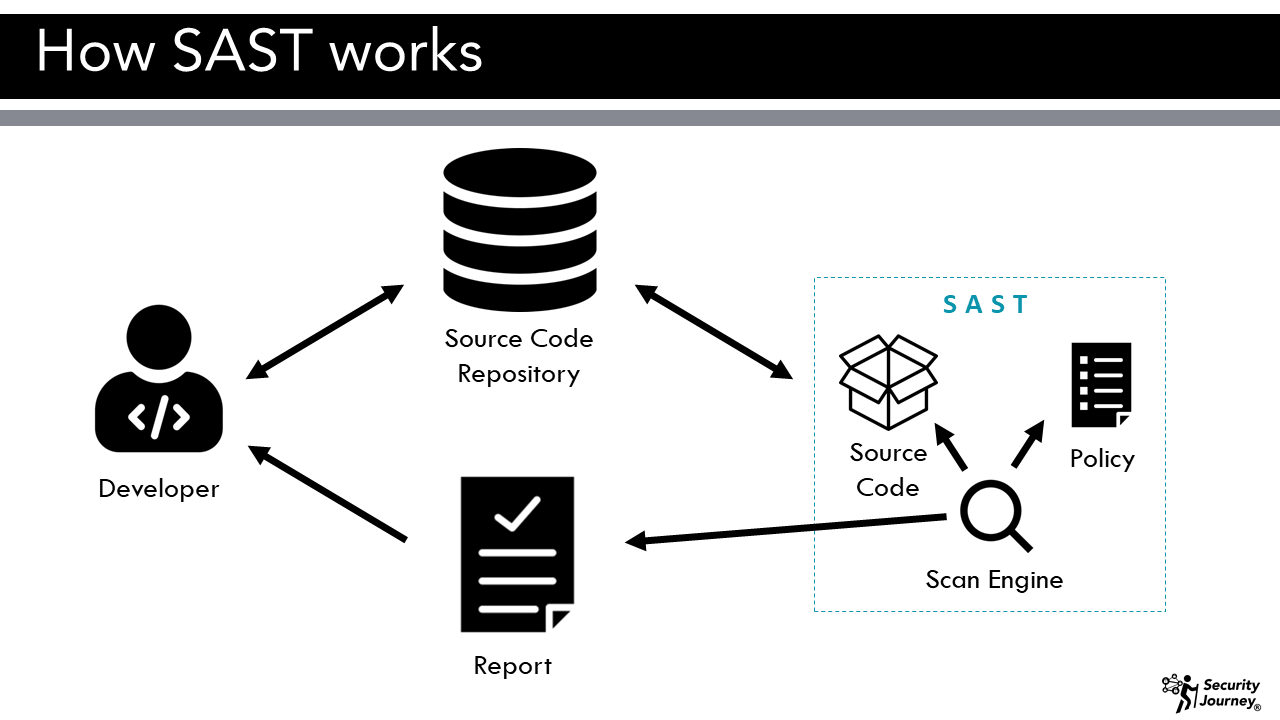 How SAST works
Source Code
Repository
Developer
SAST
Source
Code
Policy
Scan Engine
Report
Security
Journey®